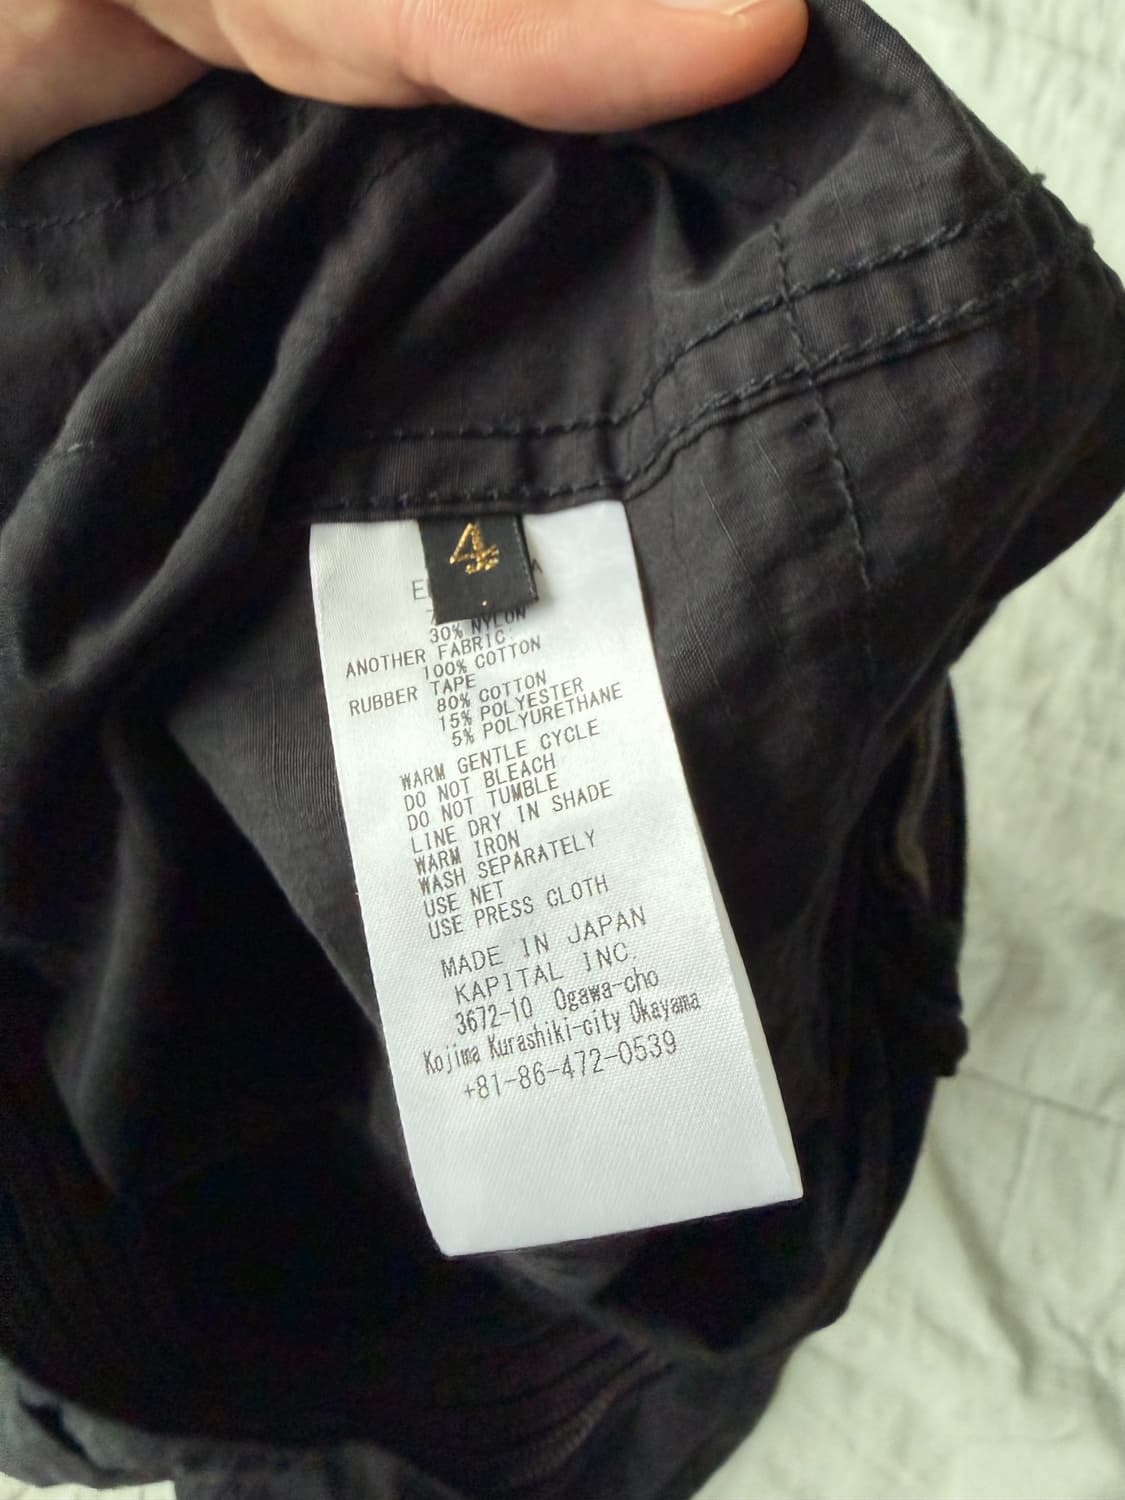 4
30% NYLON
ANOTHER FABRIC
100% COTTON
RUBBER TAPE
80% COTTON
15% POLYESTER
5% POLYURETHANE
WARM GENTLE CYCLE
DO NOT BLEACH
DO NOT TUMBLE
LINE DRY IN SHADE
WARM IRON
WASH SEPARATELY
USE NET
USE PRESS CLOTH
MADE IN JAPAN
KAPITAL INC.
3672-10 Ogawa-cho
Kojima Kurashiki-city Okayama
+81-86-472-0539